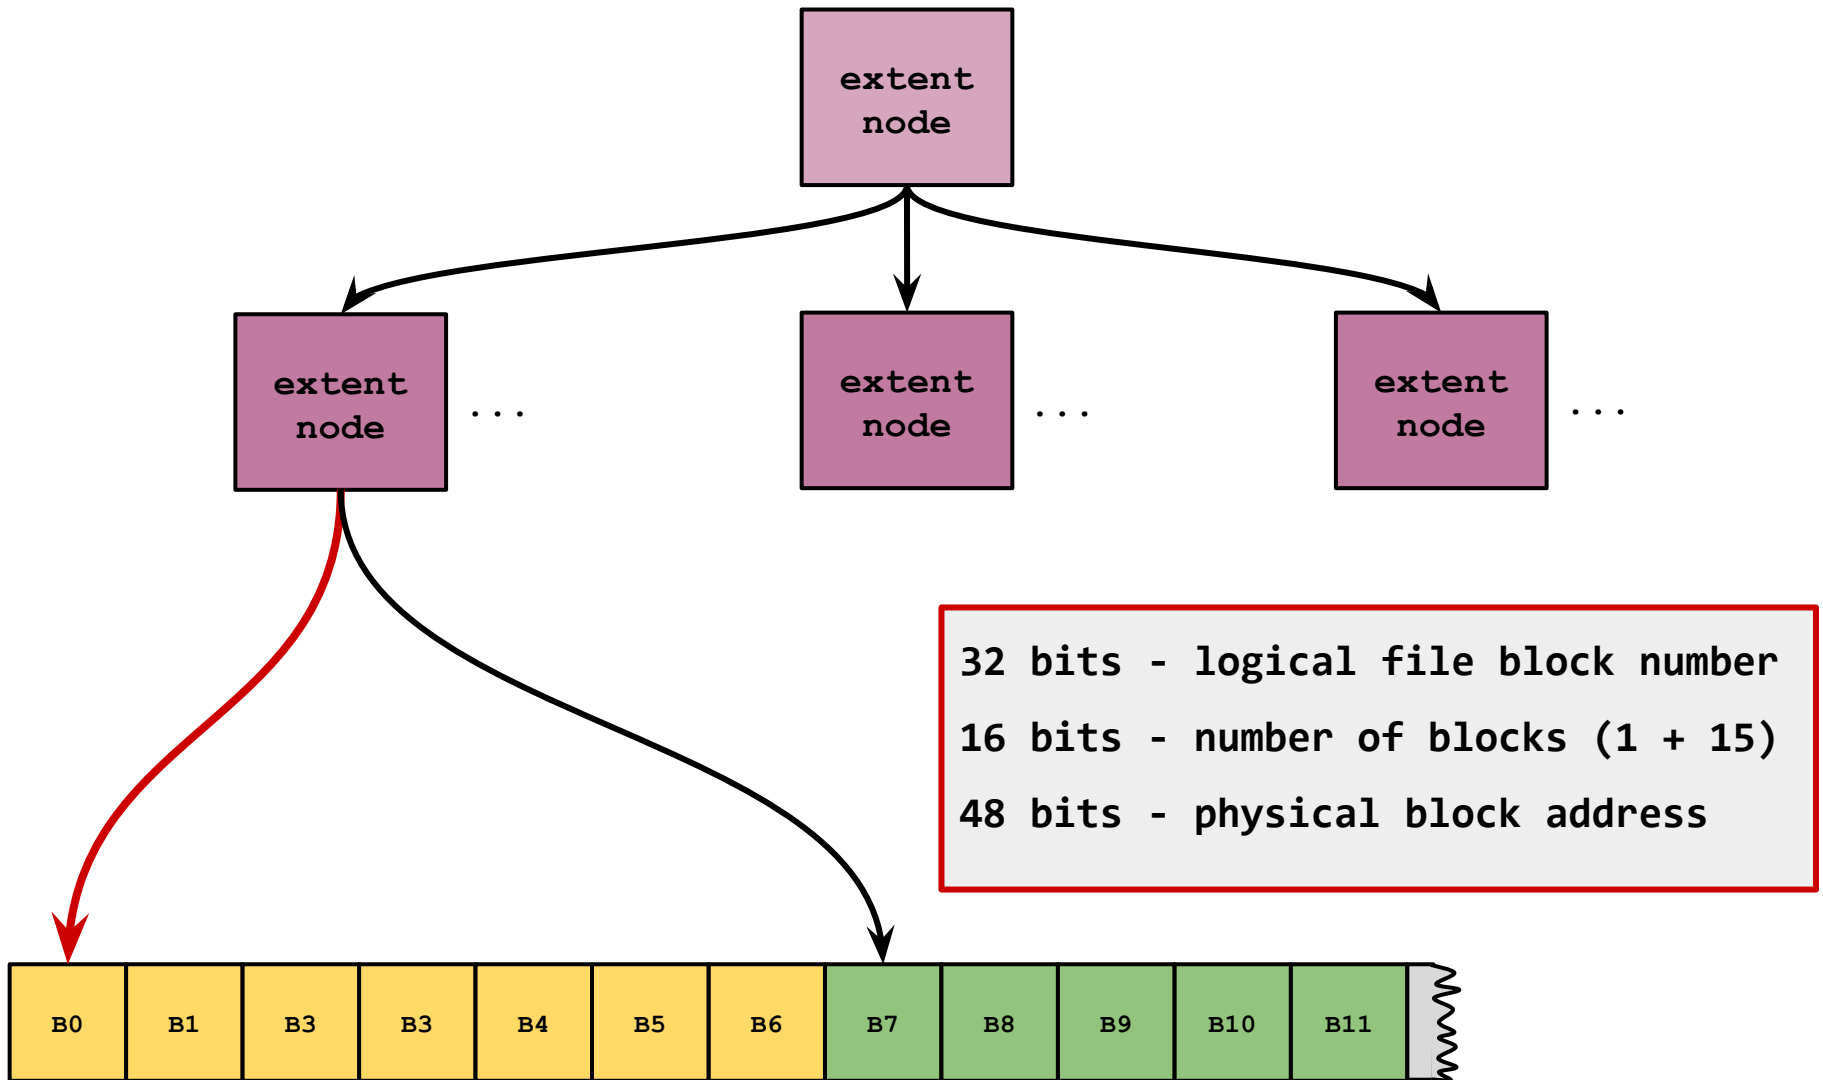 extent
node
extent
node
...
extent
node
...
extent
node
...
32 bits - logical file block number
16 bits - number of blocks (1 + 15)
48 bits - physical block address
B0 B1 B3 B3 B4 B5 B6 B7 B8 B9 B10 B11